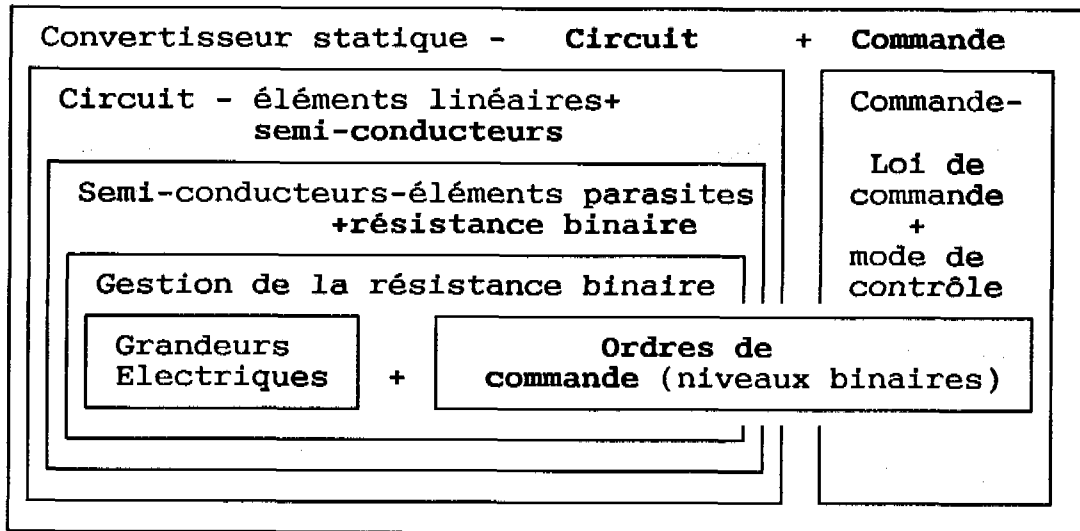 Convertisseur statique - Circuit + Commande
Circuit - éléments linéaires+
semi-conducteurs
Semi-conducteurs-éléments parasites
+résistance binaire
Gestion de la résistance binaire
Grandeurs
Electriques
+
Ordres de
commande (niveaux binaires)
Commande-
Loi de
commande
+
mode de
contrôle